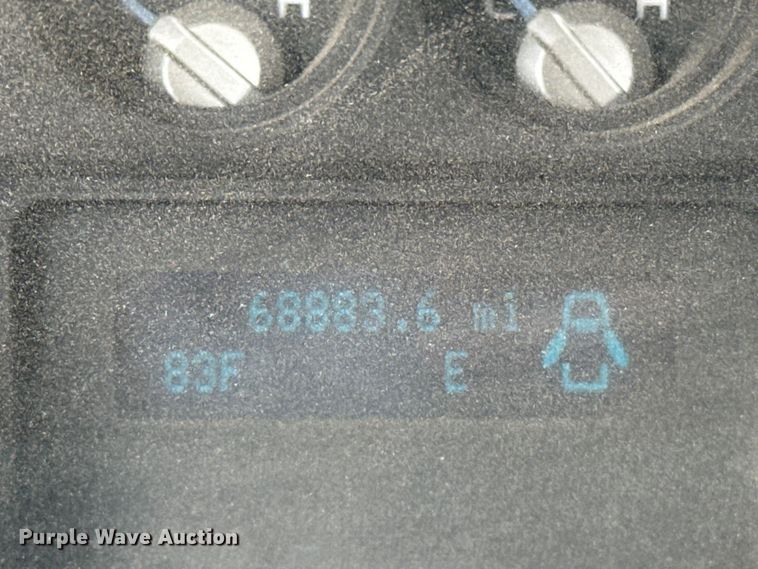 H
H
68883.6 mi
83F E
Purple Wave Auction